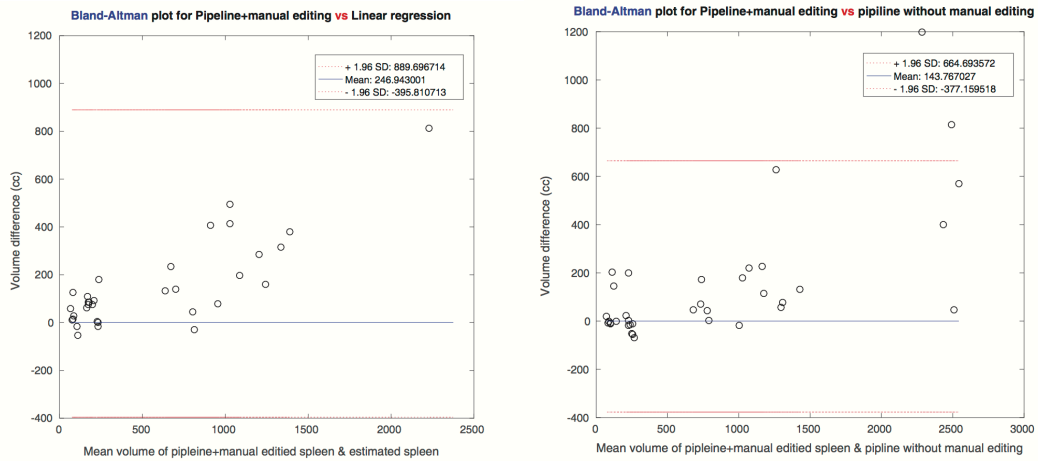 Bland-Altman plot for Pipeline+manual editing vs Linear regression
1200
1000
800
600
400
200
0
-200
-400
0
500
1000
1500
2000
2500
+ 1.96 SD: 889.696714
Mean: 246.943001
- 1.96 SD: -395.810713
Volume difference (cc)
Mean volume of pipleine+manual editied spleen & estimated spleen
Bland-Altman plot for Pipeline+manual editing vs pipiline without manual editing
1200
1000
800
600
400
200
0
-200
-400
0
500
1000
1500
2000
2500
3000
+ 1.96 SD: 664.693572
Mean: 143.767027
- 1.96 SD: -377.159518
Volume difference (cc)
Mean volume of pipleine+manual editied spleen & pipline without manual editing